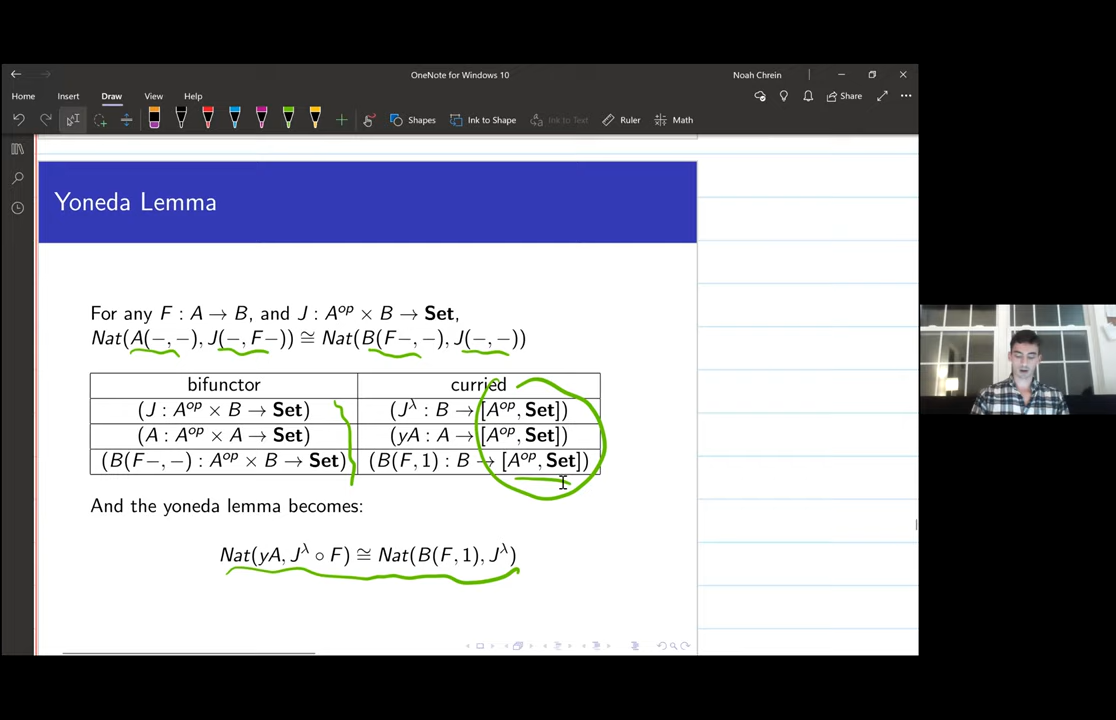 OneNote for Windows 10
Noah Chrein
Home Insert Draw View Help
Share
Shapes Ink to Shape Ink to Text Ruler Math
Yoneda Lemma
For any F : A → B, and J : A^{op} × B → Set,
Nat(A(−, −), J(−, F−)) ≅ Nat(B(F−, −), J(−, −))
bifunctor curried
(J : A^{op} × B → Set) (J^λ : B → [A^{op}, Set])
(A : A^{op} × A → Set) (yA : A → [A^{op}, Set])
(B(F−, −) : A^{op} × B → Set) (B(F, 1) : B → [A^{op}, Set])
And the yoneda lemma becomes:
Nat(yA, J^λ ∘ F) ≅ Nat(B(F, 1), J^λ)